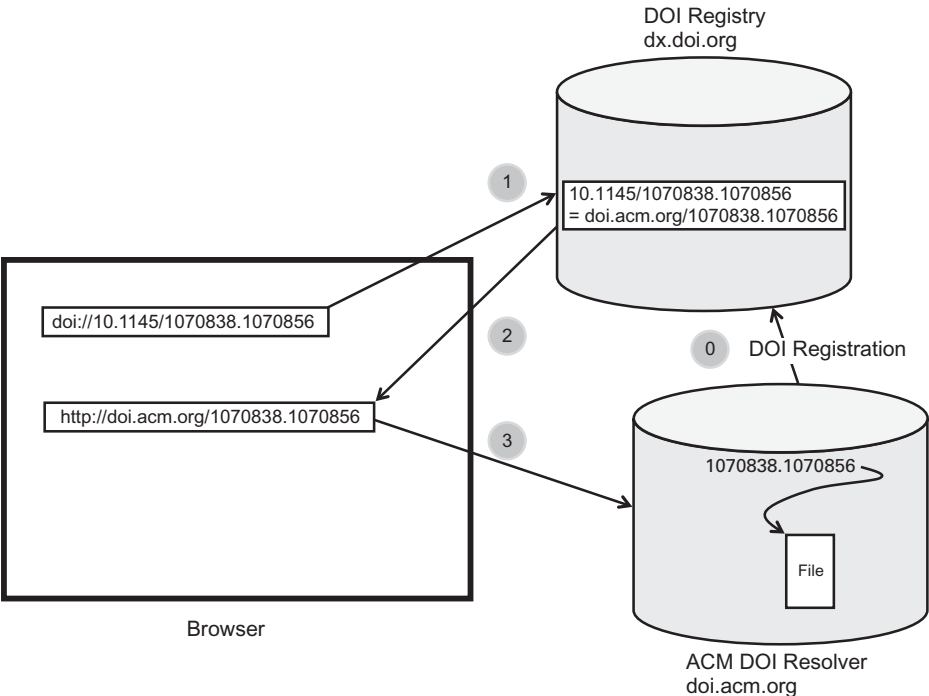 DOI Registry
dx.doi.org
1
10.1145/1070838.1070856
= doi.acm.org/1070838.1070856
doi://10.1145/1070838.1070856
2
0
DOI Registration
http://doi.acm.org/1070838.1070856
3
1070838.1070856
File
Browser
ACM DOI Resolver
doi.acm.org